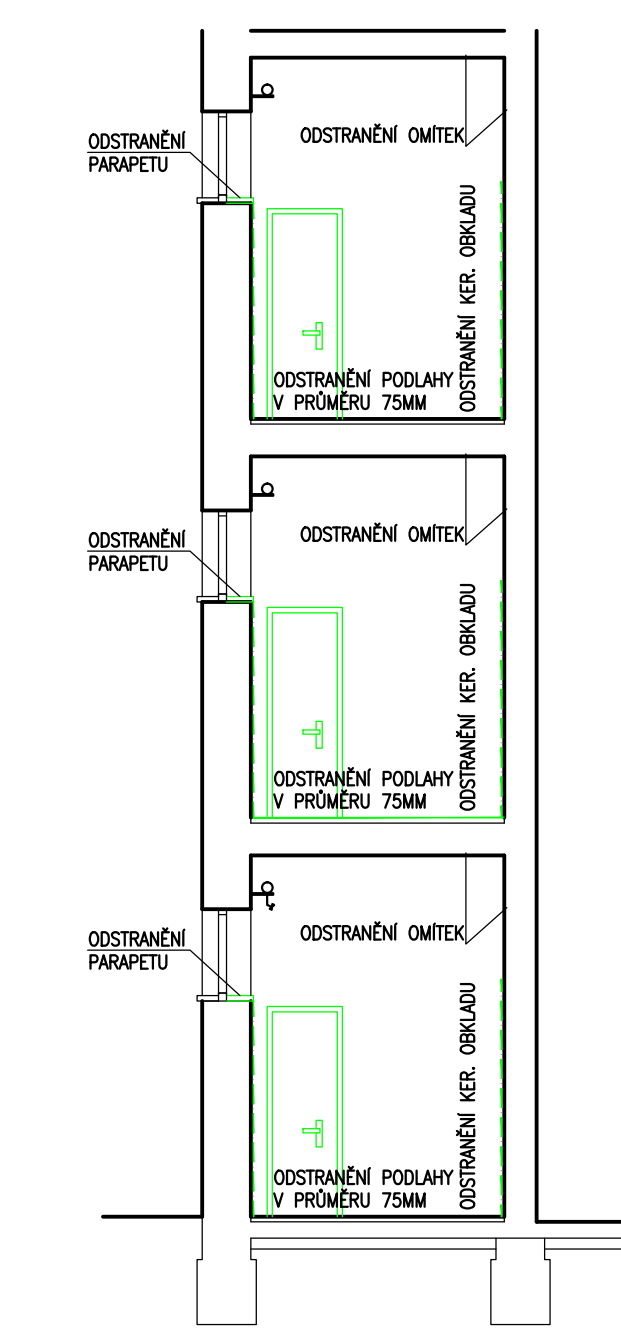 ODSTRANĚNÍ
PARAPETU
ODSTRANĚNÍ OMÍTEK
ODSTRANĚNÍ KER. OBKLADU
ODSTRANĚNÍ PODLAHY
V PRŮMĚRU 75MM
ODSTRANĚNÍ
PARAPETU
ODSTRANĚNÍ OMÍTEK
ODSTRANĚNÍ KER. OBKLADU
ODSTRANĚNÍ PODLAHY
V PRŮMĚRU 75MM
ODSTRANĚNÍ
PARAPETU
ODSTRANĚNÍ OMÍTEK
ODSTRANĚNÍ KER. OBKLADU
ODSTRANĚNÍ PODLAHY
V PRŮMĚRU 75MM